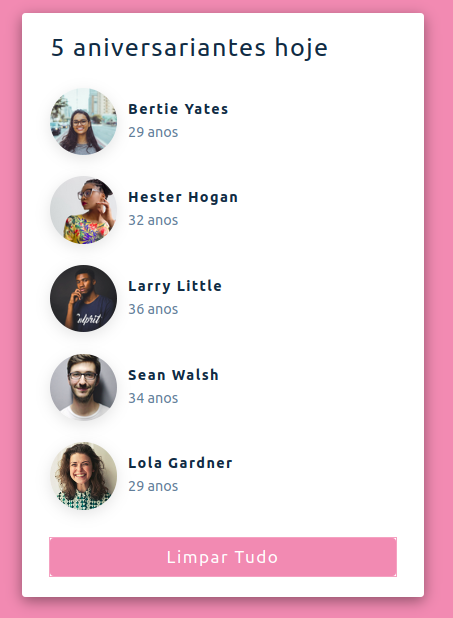 5 aniversariantes hoje
Bertie Yates
29 anos
Hester Hogan
32 anos
Larry Little
36 anos
Sean Walsh
34 anos
Lola Gardner
29 anos
Limpar Tudo